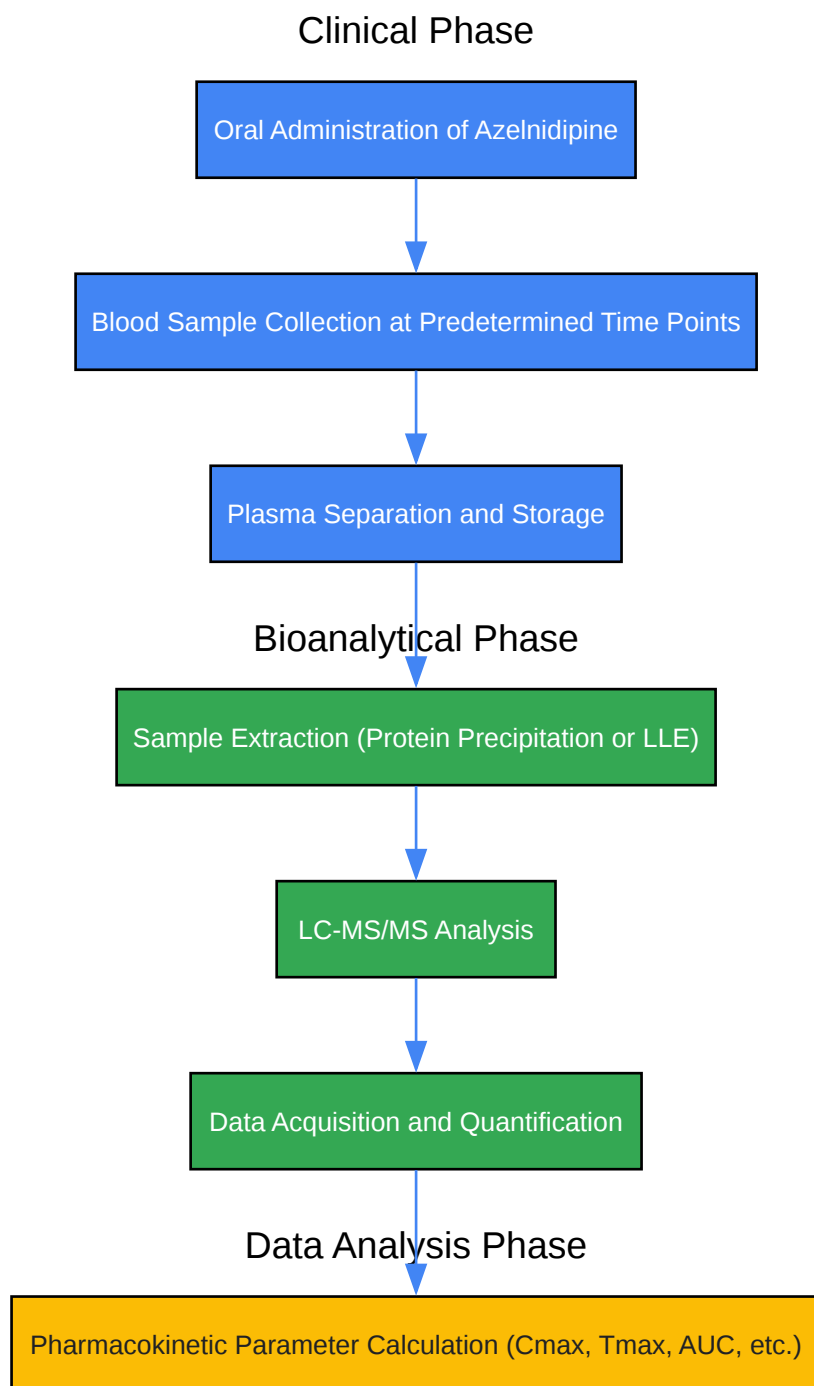 Clinical Phase
Oral Administration of Azelnidipine
Blood Sample Collection at Predetermined Time Points
Plasma Separation and Storage
Bioanalytical Phase
Sample Extraction (Protein Precipitation or LLE)
LC-MS/MS Analysis
Data Acquisition and Quantification
Data Analysis Phase
Pharmacokinetic Parameter Calculation (Cmax, Tmax, AUC, etc.)